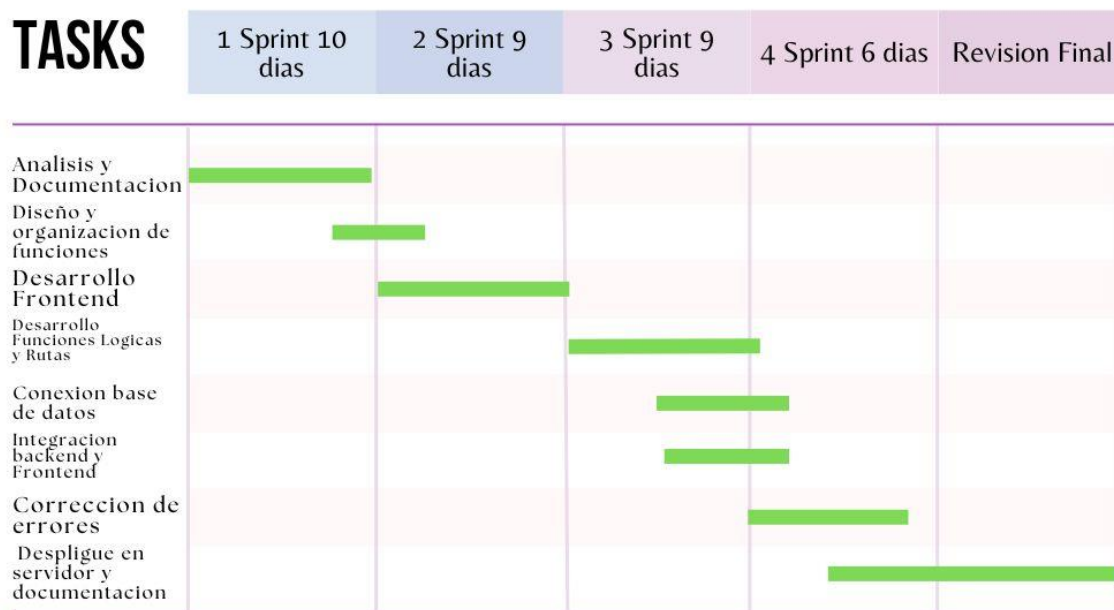 TASKS
1 Sprint 10
dias
2 Sprint 9
dias
3 Sprint 9
dias
4 Sprint 6 dias
Revision Final
Analisis y
Documentacion
Diseño y
organizacion de
funciones
Desarrollo
Frontend
Desarrollo
Funciones Logicas
y Rutas
Conexion base
de datos
Integracion
backend y
Frontend
Correccion de
errores
Despligue en
servidor y
documentacion